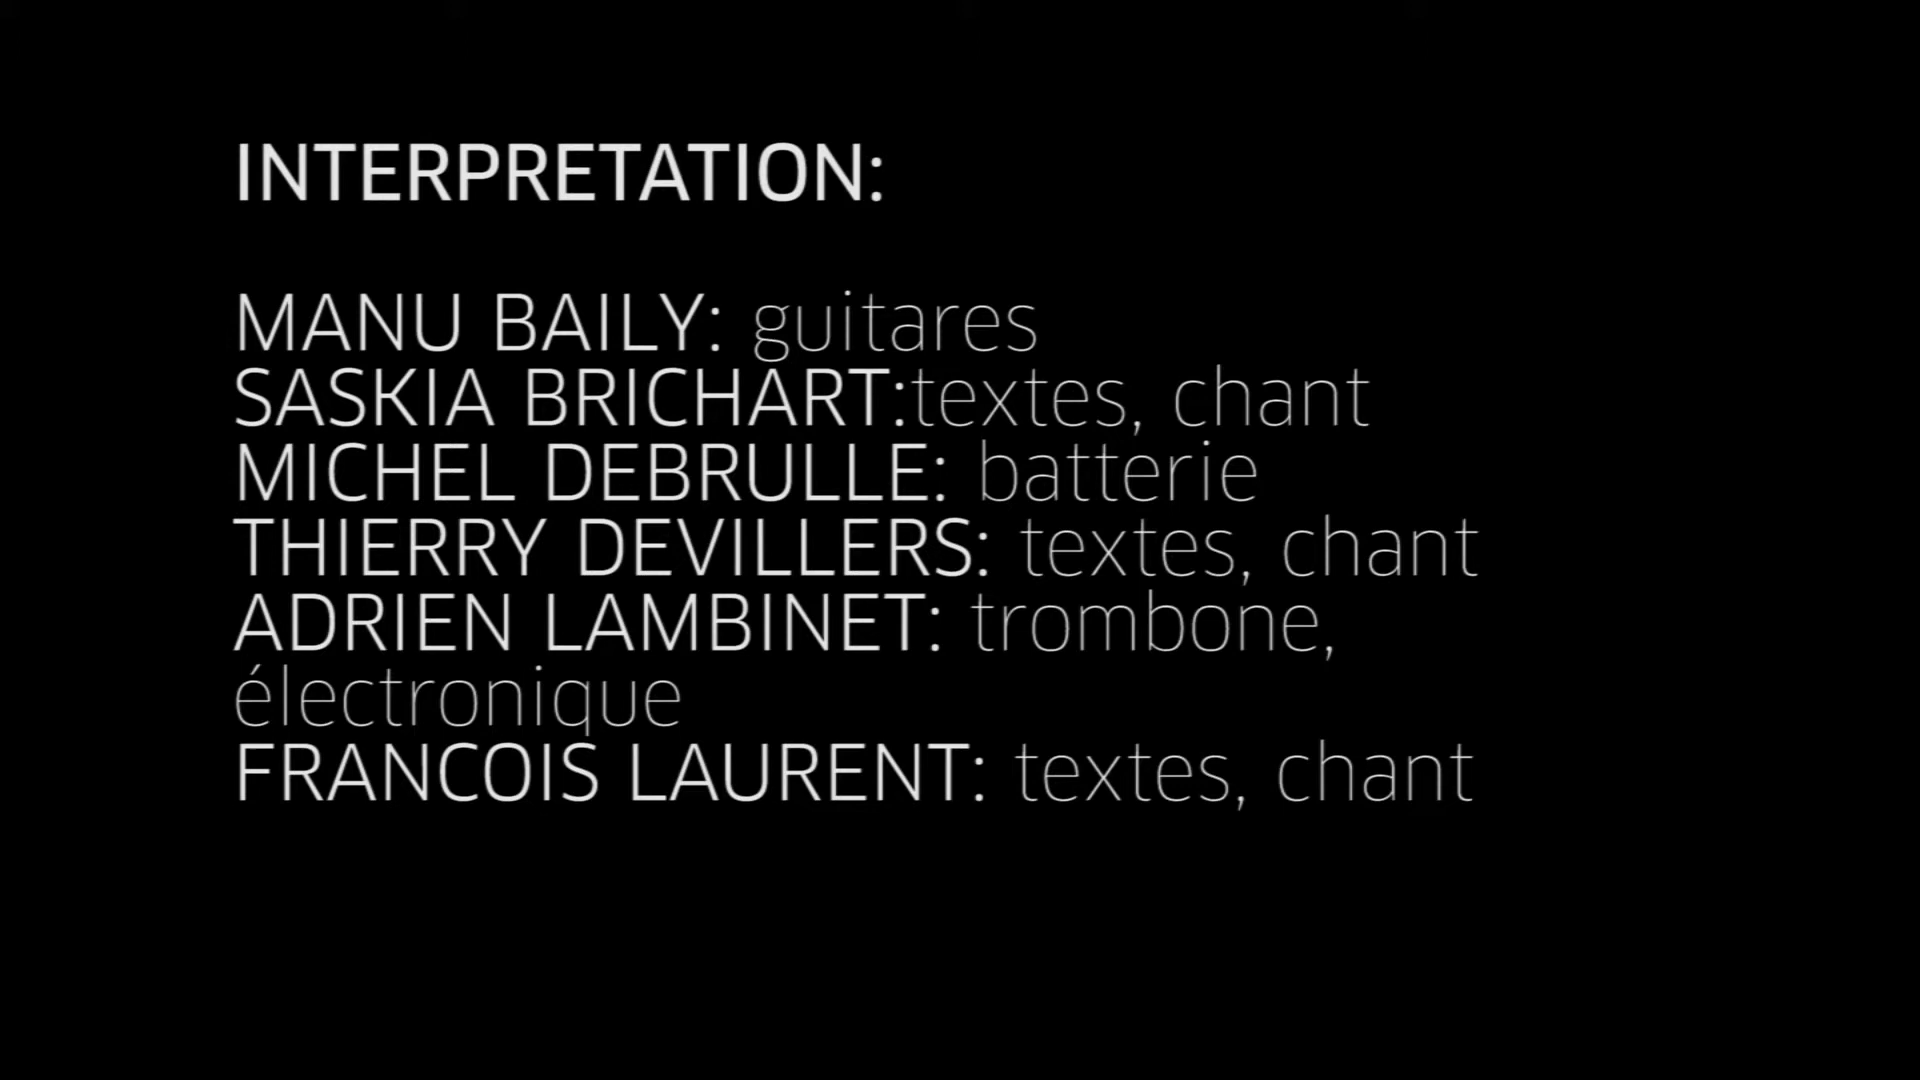 INTERPRETATION:
MANU BAILY: guitares
SASKIA BRICHART:textes, chant
MICHEL DEBRULLE: batterie
THIERRY DEVILLERS: textes, chant
ADRIEN LAMBINET: trombone,
électronique
FRANCOIS LAURENT: textes, chant